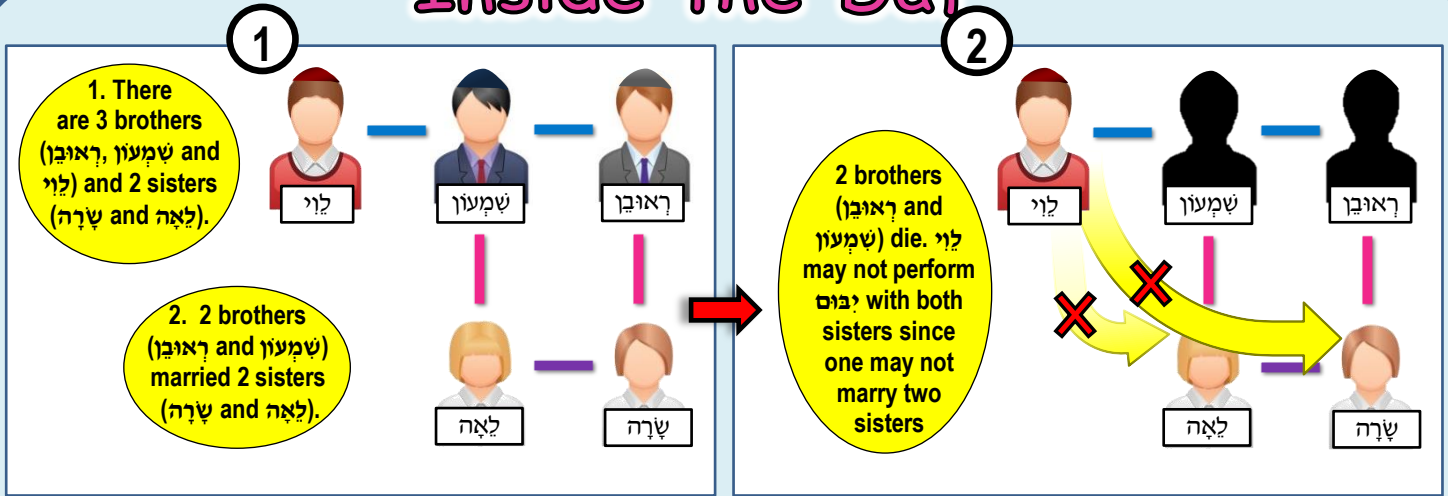 Inside The Daf
1
1. There
are 3 brothers
(שִׁמְעוֹן, רְאוּבֵן and
לֵוִי) and 2 sisters
(שָׂרָה and לֵאָה).
לֵוִי
שִׁמְעוֹן
רְאוּבֵן
2. 2 brothers
(רְאוּבֵן and שִׁמְעוֹן)
married 2 sisters
(שָׂרָה and לֵאָה).
לֵאָה
שָׂרָה
2
2 brothers
(רְאוּבֵן and
שִׁמְעוֹן) die. לֵוִי
may not perform
יִבּוּם with both
sisters since
one may not
marry two
sisters
לֵוִי
שִׁמְעוֹן
רְאוּבֵן
לֵאָה
שָׂרָה